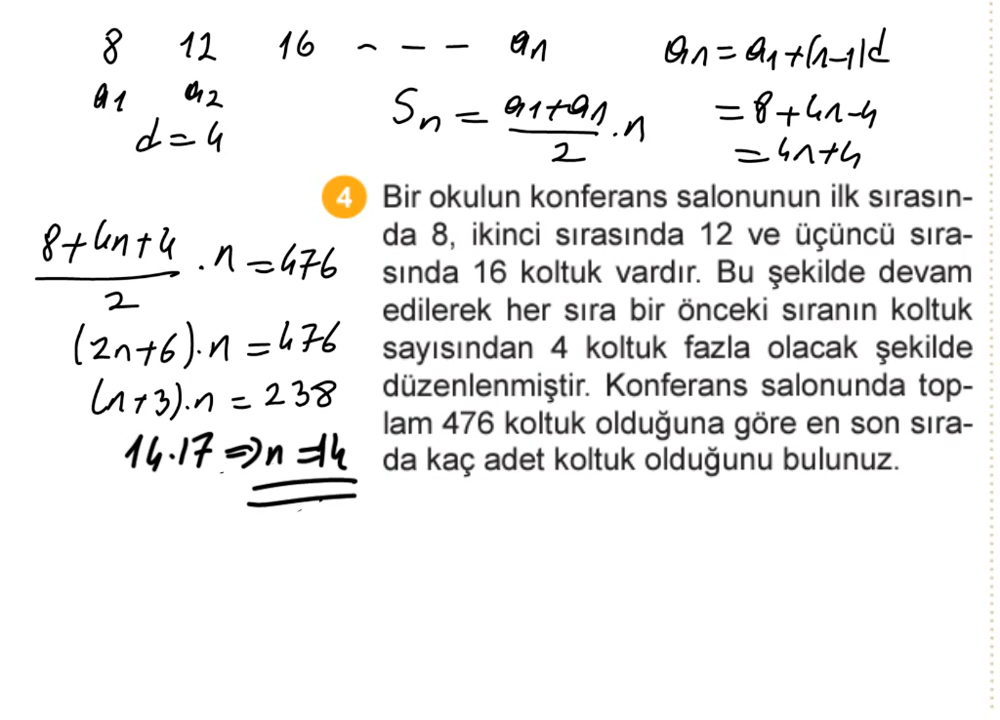 8 12 16 - - - an
an = a1+(n-1)d
a1 a2
d = 4
Sn = a1+an/2 . n
= 8+4n-4
= 4n+4
4 Bir okulun konferans salonunun ilk sırasın-
da 8, ikinci sırasında 12 ve üçüncü sıra-
sında 16 koltuk vardır. Bu şekilde devam
edilerek her sıra bir önceki sıranın koltuk
sayısından 4 koltuk fazla olacak şekilde
düzenlenmiştir. Konferans salonunda top-
lam 476 koltuk olduğuna göre en son sıra-
da kaç adet koltuk olduğunu bulunuz.
8+4n+4/2 . n = 476
(2n+6).n = 476
(n+3).n = 238
14.17 ⇒ n = 14